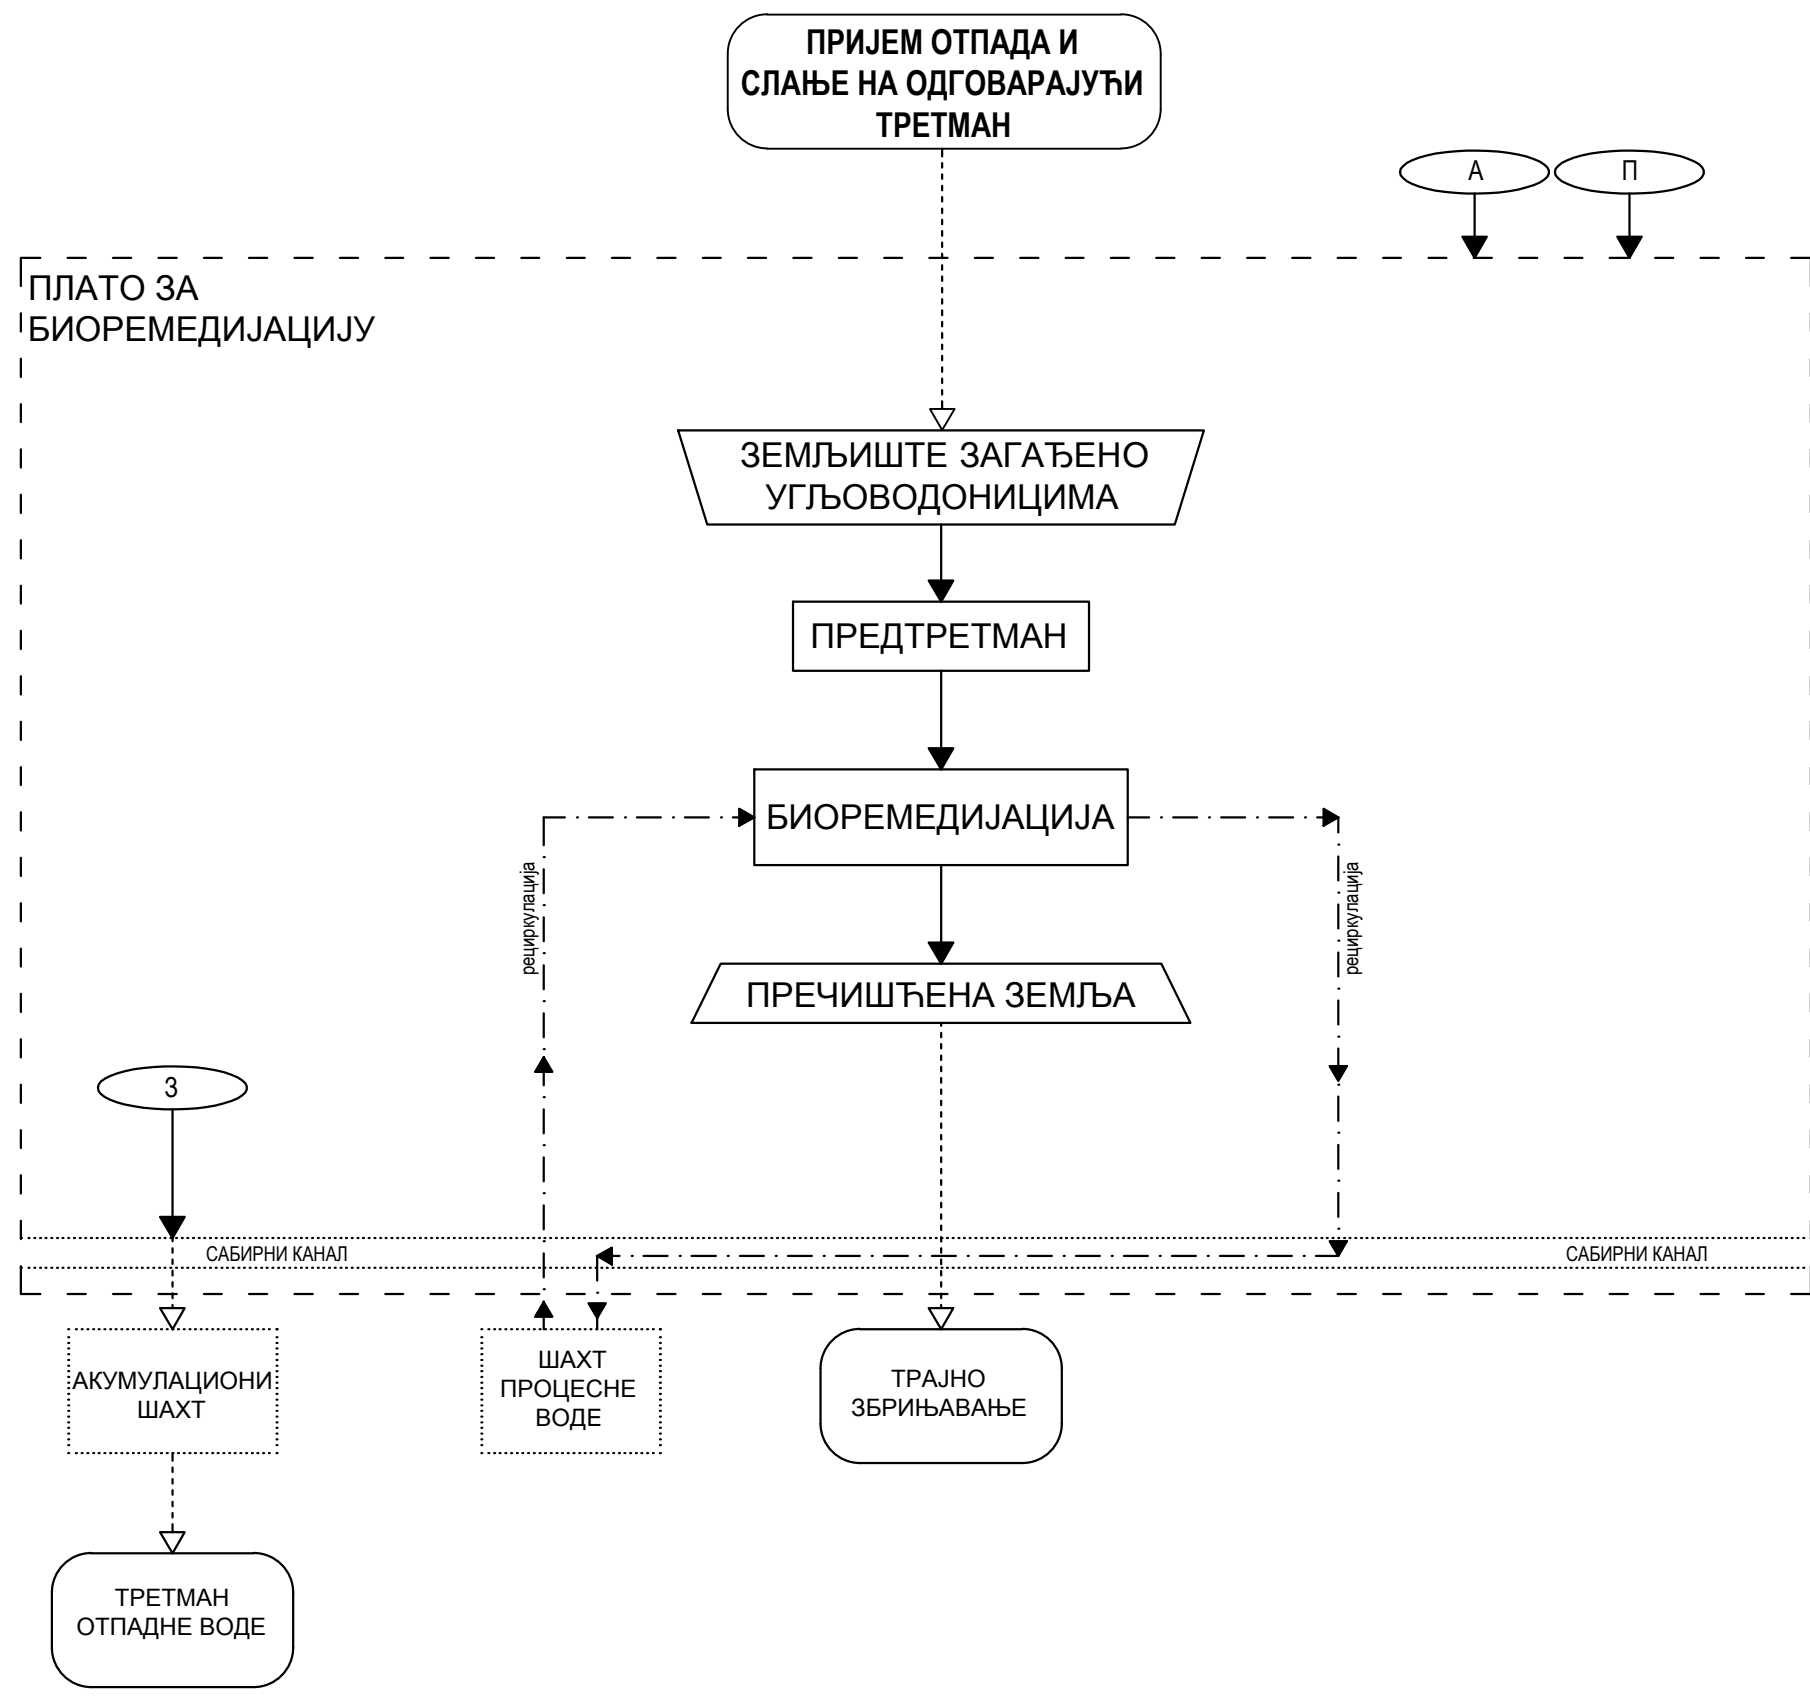 ПРИЈЕМ ОТПАДА И
СЛАЊЕ НА ОДГОВАРАЈУЋИ
ТРЕТМАН
А
П
ПЛАТО ЗА
БИОРЕМЕДИЈАЦИЈУ
ЗЕМЉИШТЕ ЗАГАЂЕНО
УГЉОВОДОНИЦИМА
ПРЕДТРЕТМАН
БИОРЕМЕДИЈАЦИЈА
рециркулација
рециркулација
ПРЕЧИШЋЕНА ЗЕМЉА
З
САБИРНИ КАНАЛ
САБИРНИ КАНАЛ
АКУМУЛАЦИОНИ
ШАХТ
ШАХТ
ПРОЦЕСНЕ
ВОДЕ
ТРАЈНО
ЗБРИЊАВАЊЕ
ТРЕТМАН
ОТПАДНЕ ВОДЕ